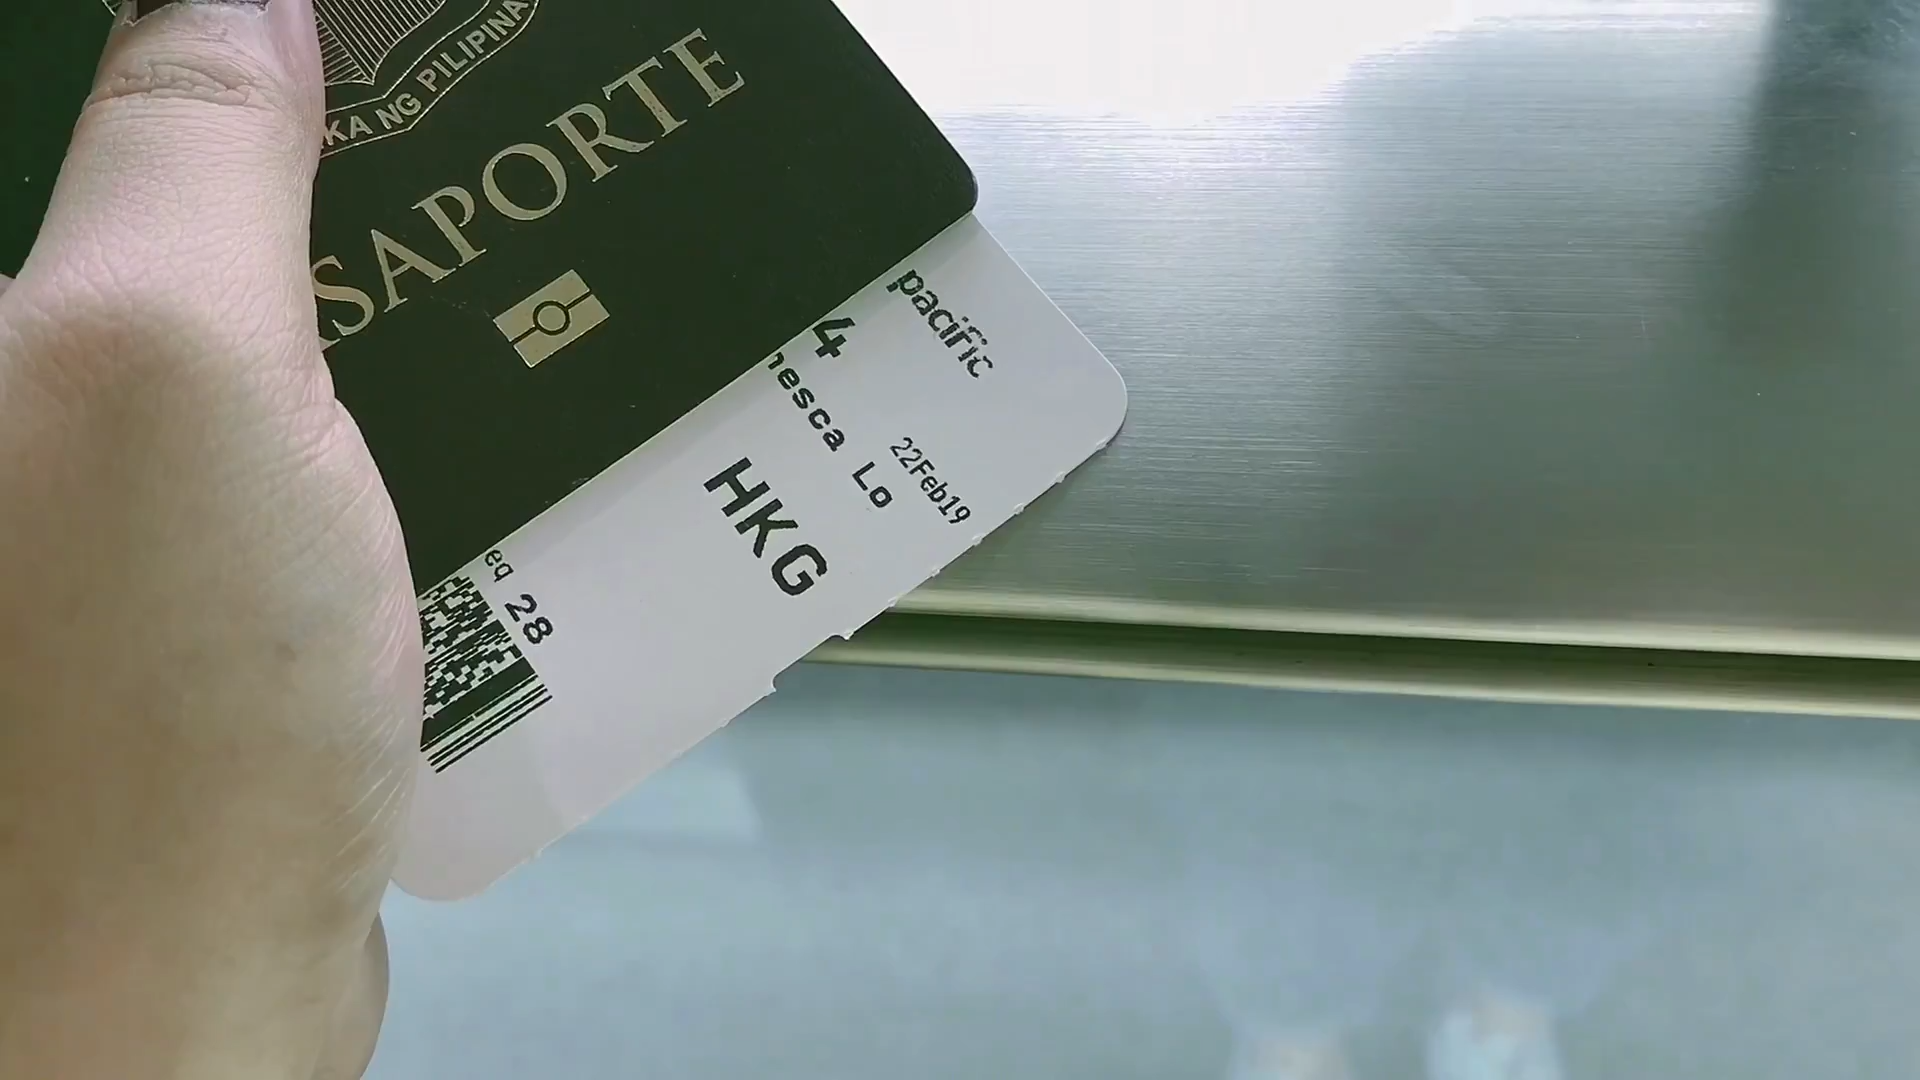 KA NG PILIPINA
SAPORTE
pacific
4
nesca Lo
22Feb19
HKG
eq 28